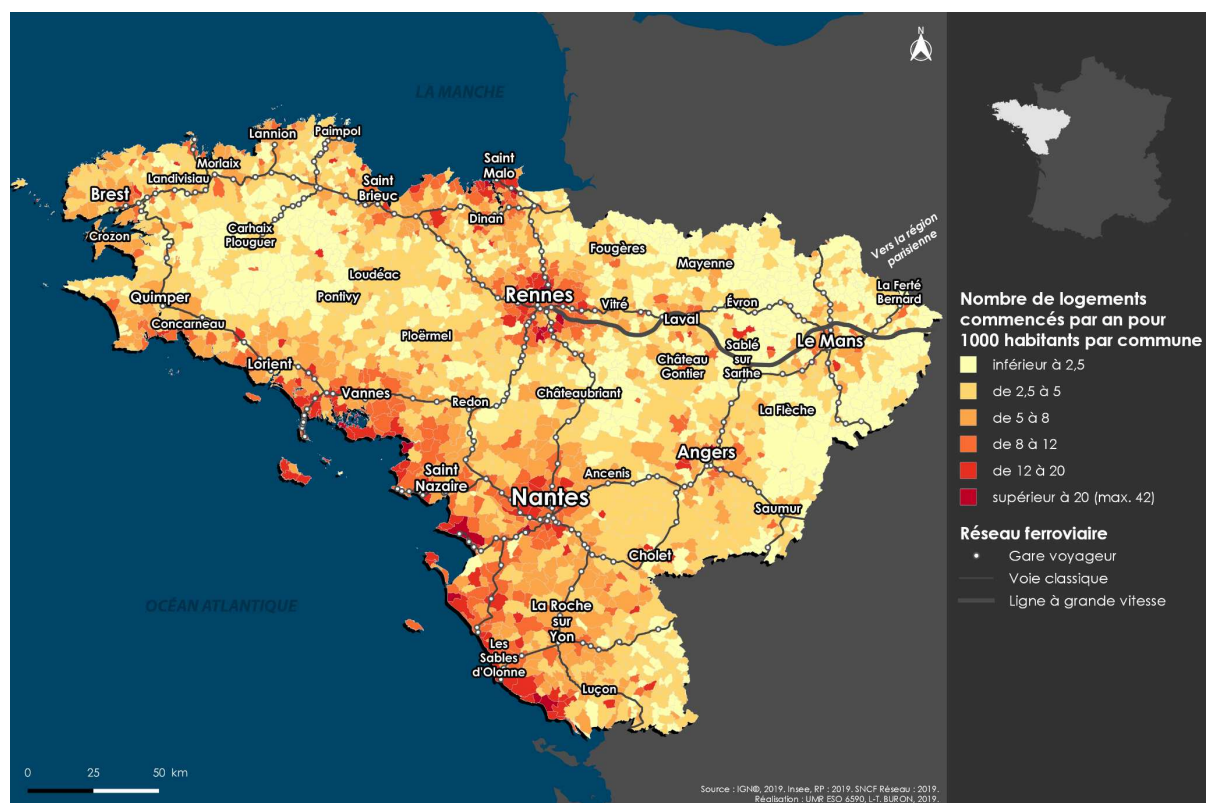 N
LA MANCHE
Lannion
Paimpol
Morlaix
Landivisiau
Brest
Saint
Brieuc
Saint
Malo
Dinan
Crozon
Carhaix
Plouguer
Fougères
Mayenne
Vers la région
parisienne
Loudéac
Pontivy
Quimper
Concarneau
Rennes
Vitré
Évron
La Ferté
Bernard
Laval
Le Mans
Ploërmel
Château
Gontier
Sablé
sur
Sarthe
Lorient
Vannes
Redon
Châteaubriant
La Flèche
Angers
Saint
Nazaire
Ancenis
Nantes
Saumur
Cholet
OCÉAN ATLANTIQUE
La Roche
sur
Yon
Les
Sables
d'Olonne
Luçon
0 25 50 km
Source : IGN©, 2019. Insee, RP : 2019. SNCF Réseau : 2019.
Réalisation : UMR ESO 6590, L-T. BURON, 2019.
Nombre de logements
commencés par an pour
1000 habitants par commune
inférieur à 2,5
de 2,5 à 5
de 5 à 8
de 8 à 12
de 12 à 20
supérieur à 20 (max. 42)
Réseau ferroviaire
Gare voyageur
Voie classique
Ligne à grande vitesse